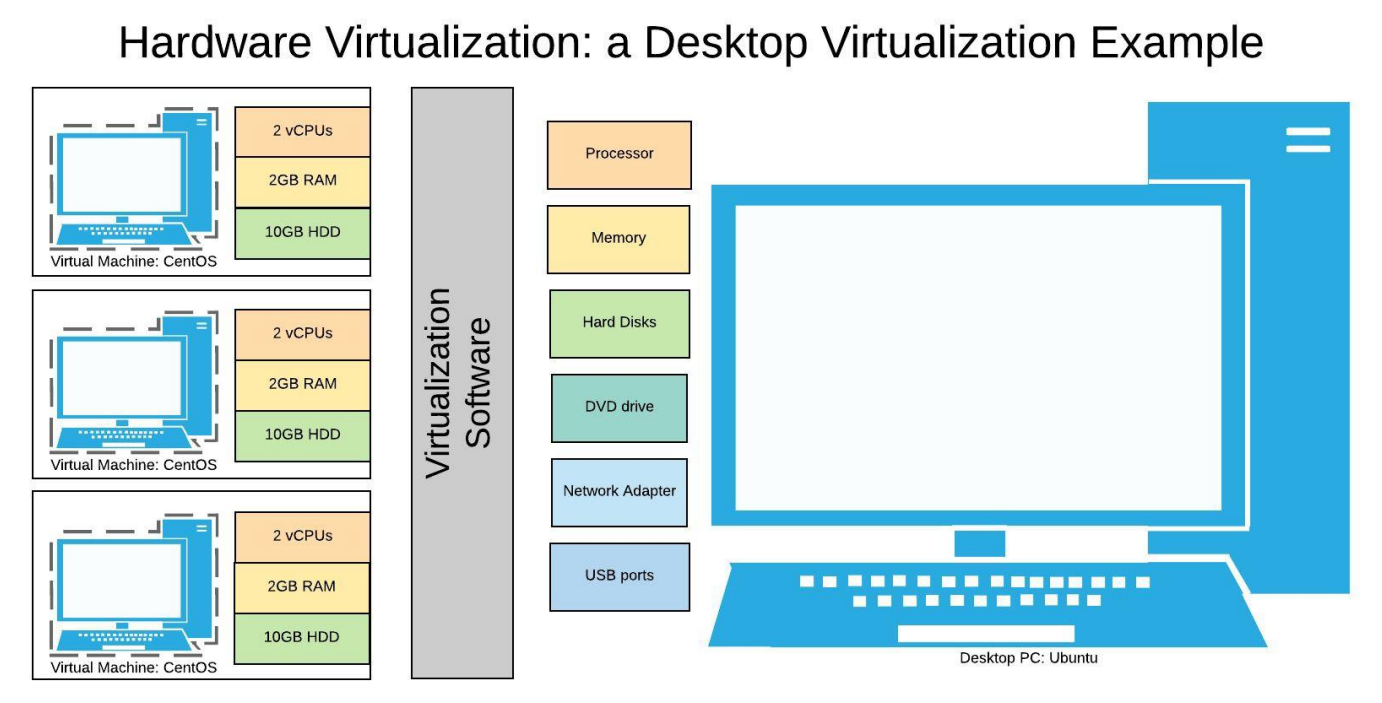 Hardware Virtualization: a Desktop Virtualization Example
2 vCPUs
2GB RAM
10GB HDD
Virtual Machine: CentOS
2 vCPUs
2GB RAM
10GB HDD
Virtual Machine: CentOS
2 vCPUs
2GB RAM
10GB HDD
Virtual Machine: CentOS
Virtualization
Software
Processor
Memory
Hard Disks
DVD drive
Network Adapter
USB ports
Desktop PC: Ubuntu